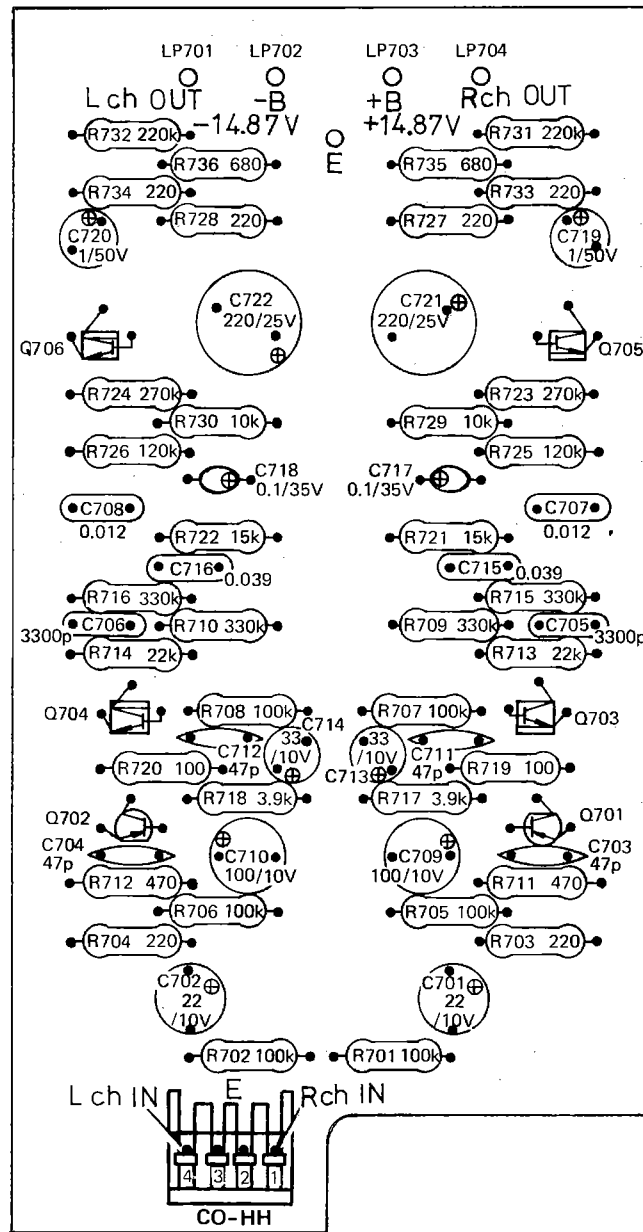 LP701 LP702 LP703 LP704
L ch OUT -B +B Rch OUT
-14.87V E +14.87V
R732 220k R731 220k
R736 680 R735 680
R734 220 R733 220
R728 220 R727 220
C720 1/50V C719 1/50V
C722 220/25V C721 220/25V
Q706 Q705
R724 270k R723 270k
R730 10k R729 10k
R726 120k R725 120k
C718 0.1/35V C717 0.1/35V
C708 0.012 C707 0.012
R722 15k R721 15k
C716 0.039 C715 0.039
R716 330k R715 330k
C706 3300p R710 330k R709 330k C705 3300p
R714 22k R713 22k
Q704 R708 100k C714 33/10V R707 100k Q703
C712 47p C713 33/10V C711 47p
R720 100 R719 100
R718 3.9k R717 3.9k
Q702 Q701
C704 47p C703 47p
C710 100/10V C709 100/10V
R712 470 R711 470
R706 100k R705 100k
R704 220 R703 220
C702 22/10V C701 22/10V
R702 100k R701 100k
L ch IN E Rch IN
4 3 2 1
CO-HH